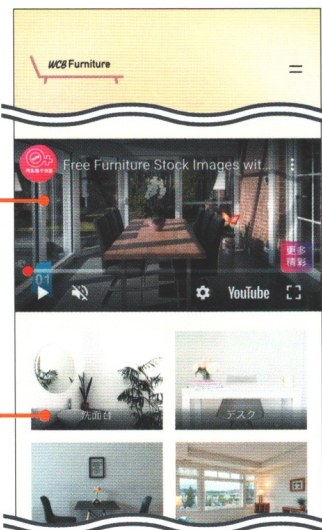 WCB Furniture
Free Furniture Stock Images wit...
更多
精彩
01
YouTube
洗面台
デスク